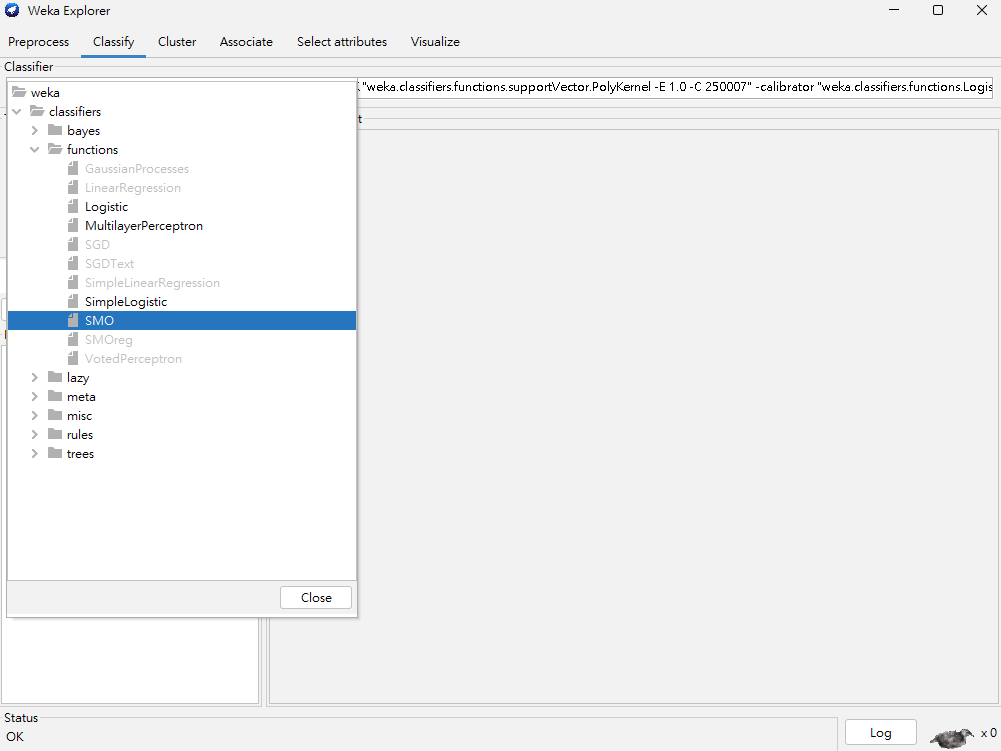 Weka Explorer
Preprocess Classify Cluster Associate Select attributes Visualize
Classifier
"weka.classifiers.functions.supportVector.PolyKernel -E 1.0 -C 250007" -calibrator "weka.classifiers.functions.Logis
weka
classifiers
bayes
functions
GaussianProcesses
LinearRegression
Logistic
MultilayerPerceptron
SGD
SGDText
SimpleLinearRegression
SimpleLogistic
SMO
SMOreg
VotedPerceptron
lazy
meta
misc
rules
trees
Close
Status
OK
Log
x 0